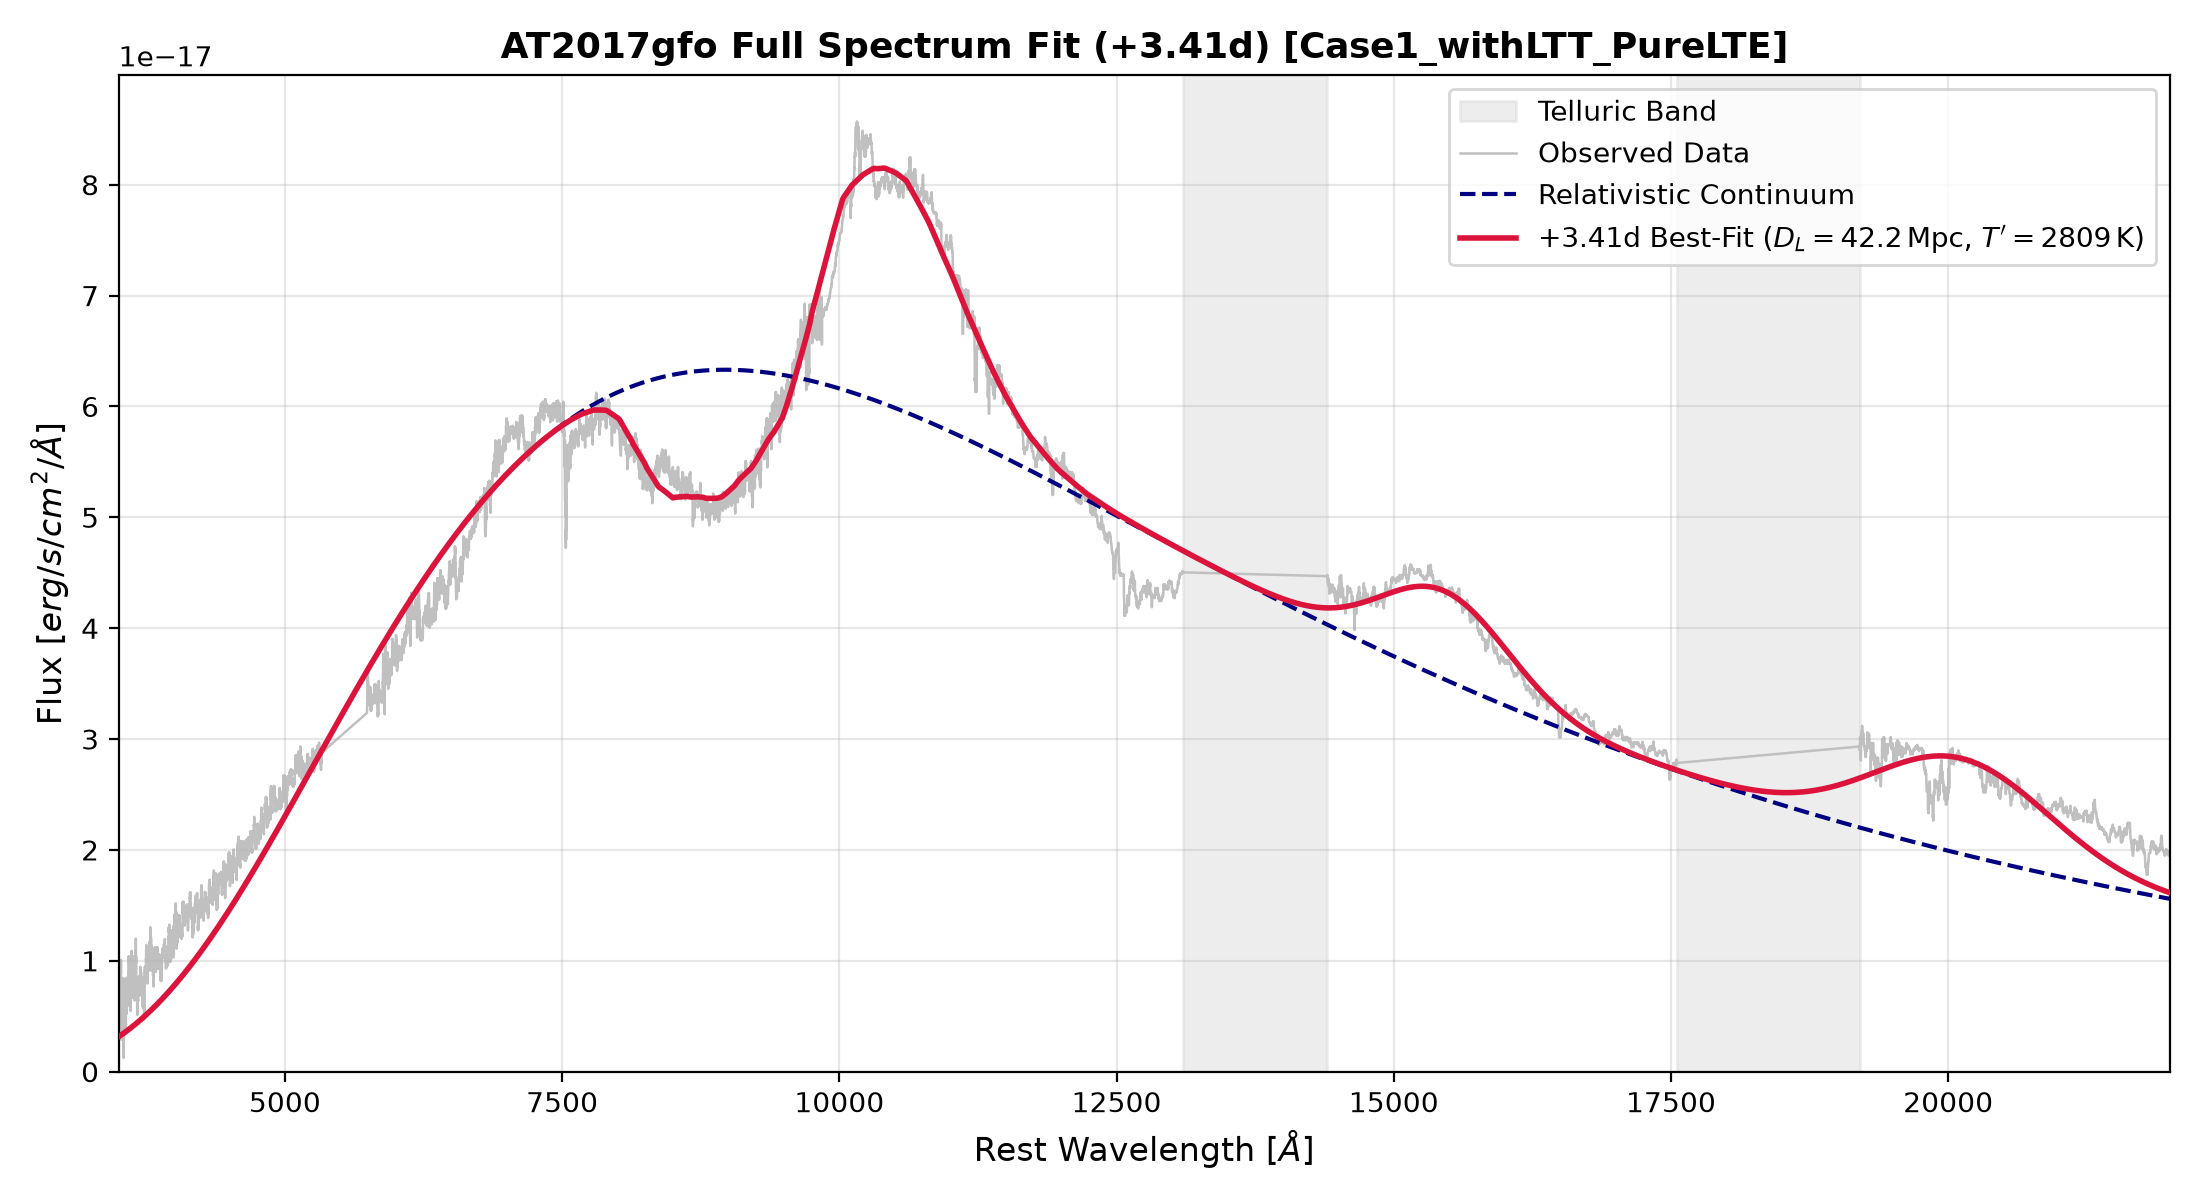 AT2017gfo Full Spectrum Fit (+3.41d) [Case1_withLTT_PureLTE]
1e−17
Telluric Band
Observed Data
Relativistic Continuum
+3.41d Best-Fit (D_L = 42.2 Mpc, T′ = 2809 K)
Flux [erg/s/cm²/Å]
8
7
6
5
4
3
2
1
0
5000 7500 10000 12500 15000 17500 20000
Rest Wavelength [Å]